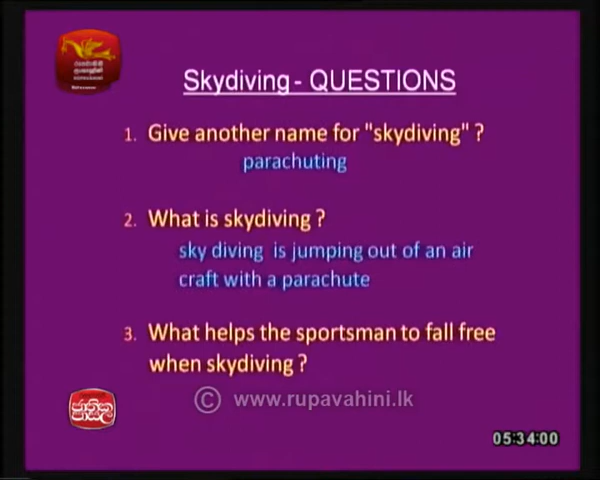 Skydiving - QUESTIONS
1. Give another name for "skydiving" ?
parachuting
2. What is skydiving ?
sky diving is jumping out of an air
craft with a parachute
3. What helps the sportsman to fall free
when skydiving ?
© www.rupavahini.lk
05:34:00